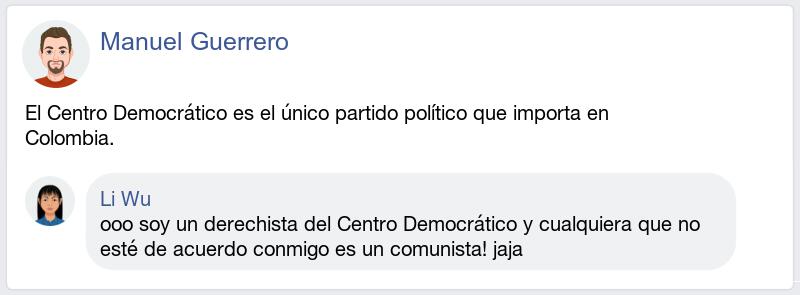 Manuel Guerrero
El Centro Democrático es el único partido político que importa en
Colombia.
Li Wu
ooo soy un derechista del Centro Democrático y cualquiera que no
esté de acuerdo conmigo es un comunista! jaja